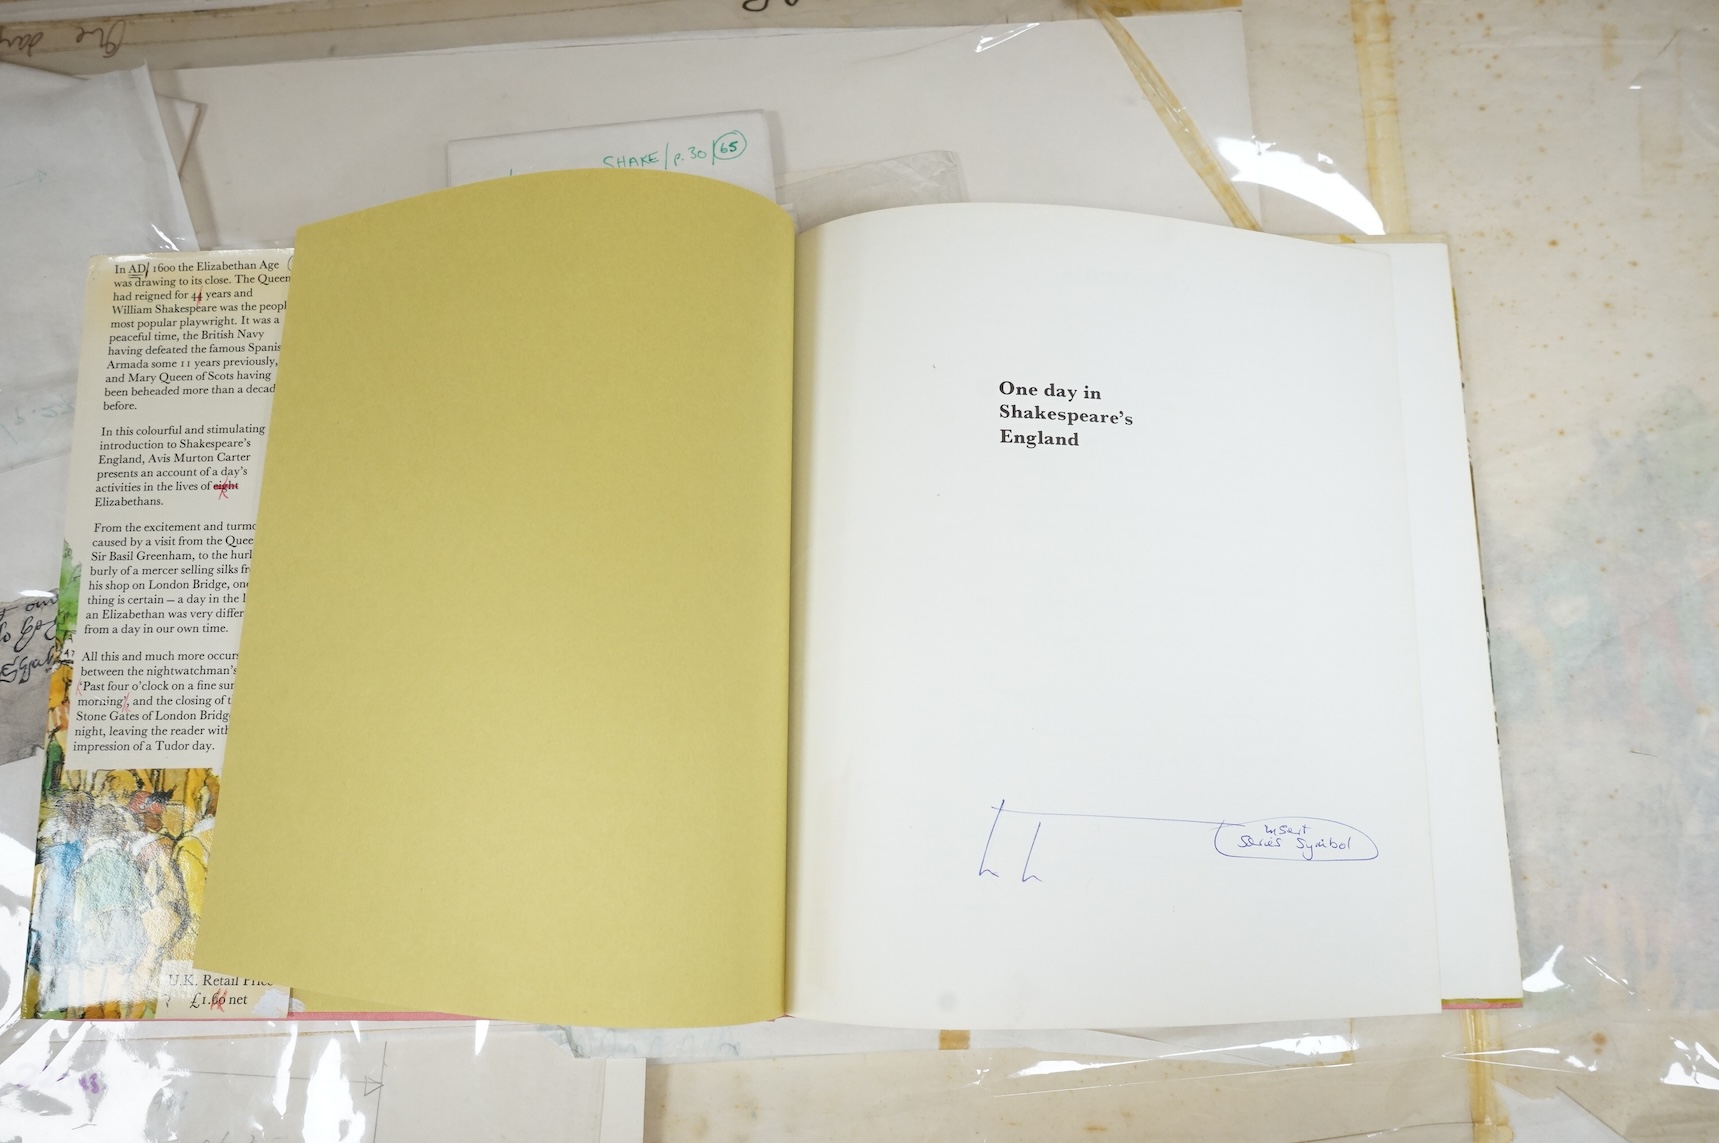 One day
SHAKE/p.30/65
In AD/ 1600 the Elizabethan Age
was drawing to its close. The Queen
had reigned for 44 years and
William Shakespeare was the peopl
most popular playwright. It was a
peaceful time, the British Navy
having defeated the famous Spanis
Armada some 11 years previously,
and Mary Queen of Scots having
been beheaded more than a decad
before.
In this colourful and stimulating
introduction to Shakespeare's
England, Avis Murton Carter
presents an account of a day's
activities in the lives of eight
Elizabethans.
From the excitement and turmo
caused by a visit from the Quee
Sir Basil Greenham, to the hurl
burly of a mercer selling silks fr
his shop on London Bridge, one
thing is certain – a day in the l
an Elizabethan was very differ
from a day in our own time.
All this and much more occurs
between the nightwatchman's
'Past four o'clock on a fine sum
morning', and the closing of t
Stone Gates of London Bridge
night, leaving the reader with
impression of a Tudor day.
U.K. Retail Price
£1.60 net
One day in
Shakespeare's
England
Insert
Series Symbol